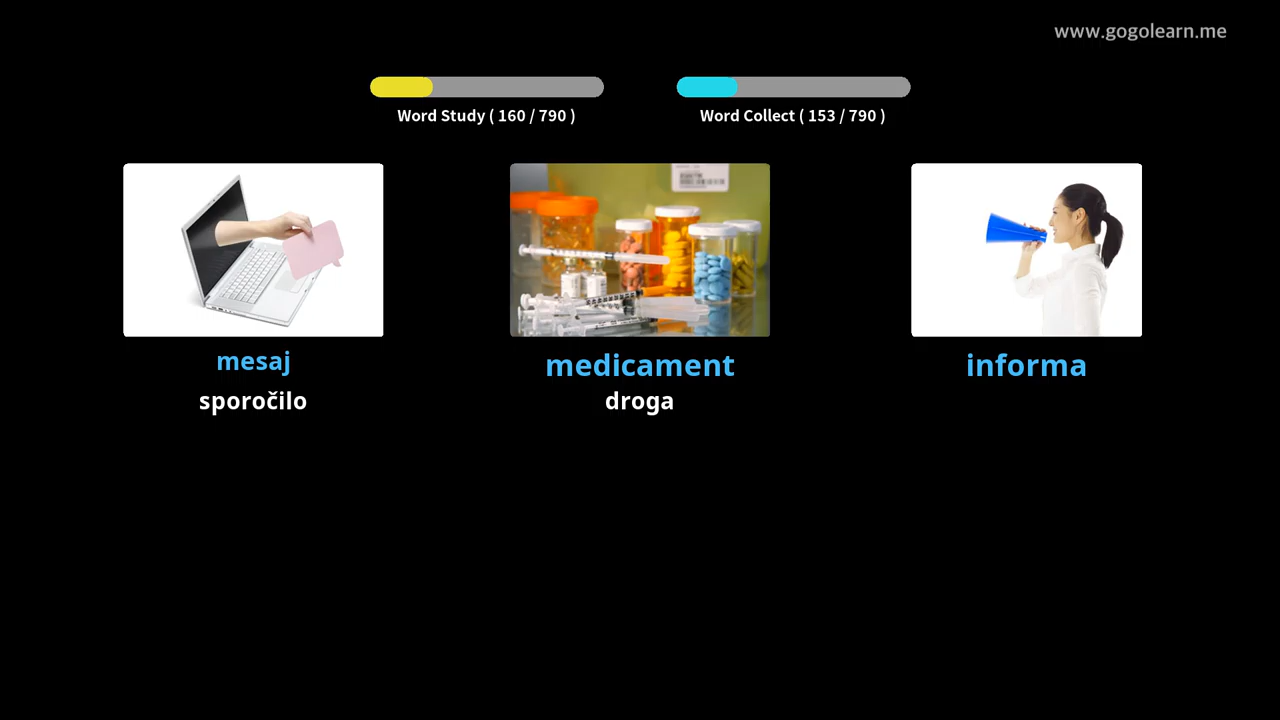 www.gogolearn.me
Word Study ( 160 / 790 )
Word Collect ( 153 / 790 )
mesaj
sporočilo
medicament
droga
informa